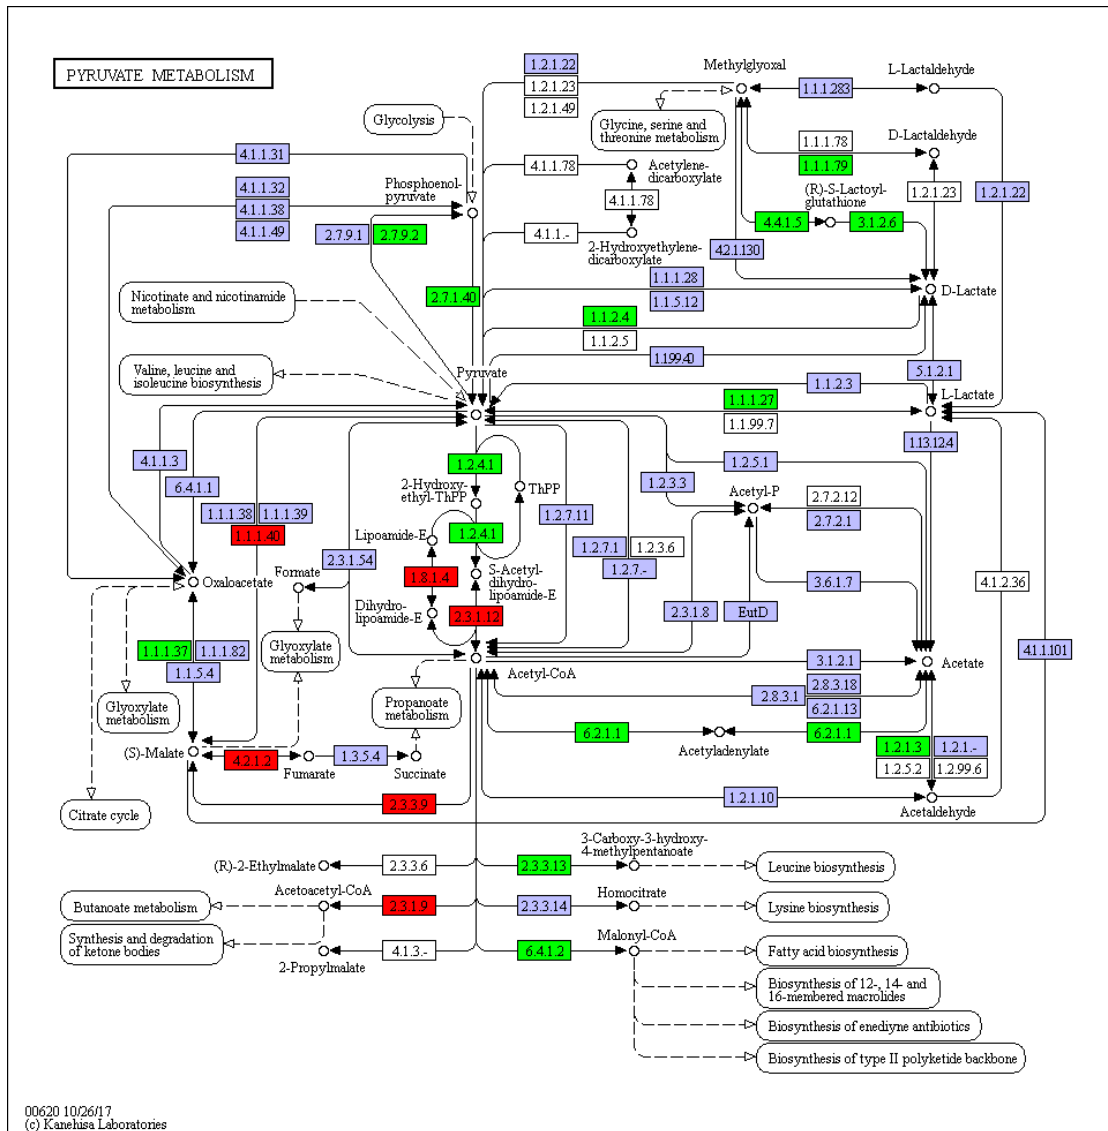 PYRUVATE METABOLISM
1.2.1.22
1.2.1.23
1.2.1.49
Methylglyoxal
1.1.1.283
L-Lactaldehyde
Glycolysis
Glycine, serine and
threonine metabolism
D-Lactaldehyde
1.1.1.78
1.1.1.79
4.1.1.31
4.1.1.78
Acetylene-
dicarboxylate
4.1.1.32
4.1.1.38
4.1.1.49
Phosphoenol-
pyruvate
4.1.1.78
(R)-S-Lactoyl-
glutathione
1.2.1.23
1.2.1.22
2.7.9.1
2.7.9.2
4.1.1.-
2-Hydroxyethylene-
dicarboxylate
4.4.1.5
3.1.2.6
4.2.1.130
1.1.1.28
1.1.5.12
D-Lactate
Nicotinate and nicotinamide
metabolism
2.7.1.40
1.1.2.4
1.1.2.5
1.1.99.40
Valine, leucine and
isoleucine biosynthesis
Pyruvate
1.1.2.3
5.1.2.1
L-Lactate
1.1.1.27
1.1.99.7
1.13.12.4
4.1.1.3
6.4.1.1
1.1.1.38
1.1.1.39
1.1.1.40
1.2.4.1
2-Hydroxy-
ethyl-ThPP
ThPP
1.2.3.3
1.2.5.1
Acetyl-P
2.7.2.12
2.7.2.1
1.2.7.11
Lipoamide-E
1.2.4.1
1.2.7.1
1.2.3.6
1.2.7.-
2.3.1.54
Oxaloacetate
Formate
1.8.1.4
S-Acetyl-
dihydro-
lipoamide-E
3.6.1.7
4.1.2.36
Dihydro-
lipoamide-E
2.3.1.12
2.3.1.8
EutD
1.1.1.37
1.1.1.82
1.1.5.4
Glyoxylate
metabolism
Acetyl-CoA
3.1.2.1
Acetate
4.1.1.101
Glyoxylate
metabolism
Propanoate
metabolism
2.8.3.1
2.8.3.18
6.2.1.13
6.2.1.1
Acetyladenylate
6.2.1.1
(S)-Malate
4.2.1.2
Fumarate
1.3.5.4
Succinate
1.2.1.3
1.2.1.-
1.2.5.2
1.2.99.6
Citrate cycle
2.3.3.9
1.2.1.10
Acetaldehyde
(R)-2-Ethylmalate
2.3.3.6
2.3.3.13
3-Carboxy-3-hydroxy-
4-methylpentanoate
Leucine biosynthesis
Acetoacetyl-CoA
Butanoate metabolism
2.3.1.9
2.3.3.14
Homocitrate
Lysine biosynthesis
Synthesis and degradation
of ketone bodies
2-Propylmalate
4.1.3.-
6.4.1.2
Malonyl-CoA
Fatty acid biosynthesis
Biosynthesis of 12-, 14- and
16-membered macrolides
Biosynthesis of enediyne antibiotics
Biosynthesis of type II polyketide backbone
00620 10/26/17
(c) Kanehisa Laboratories